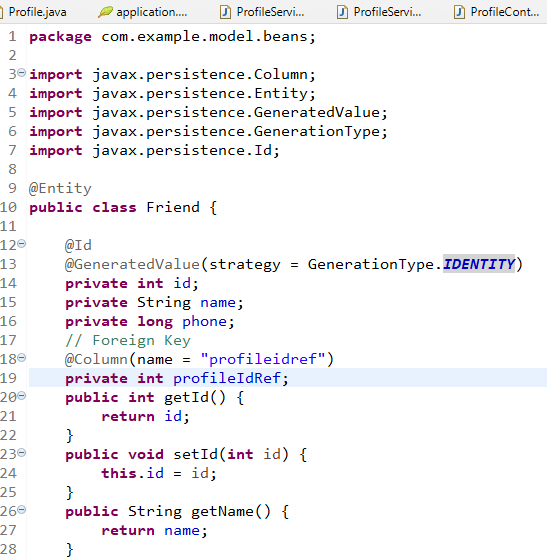 Profile.java application.... ProfileServi... ProfileServi... ProfileCont...
1 package com.example.model.beans;
2
3 import javax.persistence.Column;
4 import javax.persistence.Entity;
5 import javax.persistence.GeneratedValue;
6 import javax.persistence.GenerationType;
7 import javax.persistence.Id;
8
9 @Entity
10 public class Friend {
11
12 @Id
13 @GeneratedValue(strategy = GenerationType.IDENTITY)
14 private int id;
15 private String name;
16 private long phone;
17 // Foreign Key
18 @Column(name = "profileidref")
19 private int profileIdRef;
20 public int getId() {
21 return id;
22 }
23 public void setId(int id) {
24 this.id = id;
25 }
26 public String getName() {
27 return name;
28 }